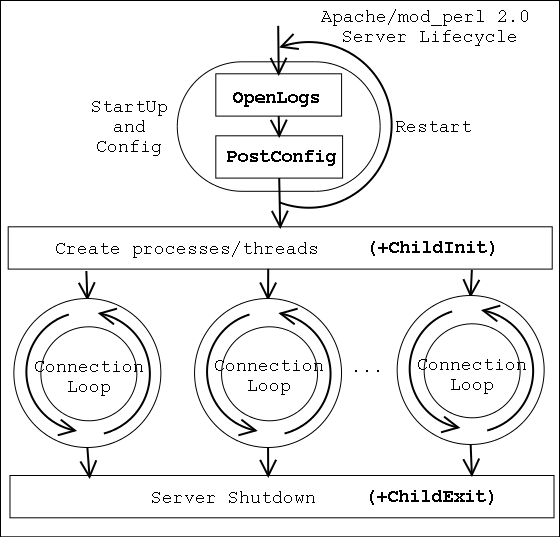 Apache/mod_perl 2.0
Server Lifecycle
StartUp
and
Config
OpenLogs
PostConfig
Restart
Create processes/threads (+ChildInit)
Connection
Loop
Connection
Loop
...
Connection
Loop
Server Shutdown (+ChildExit)